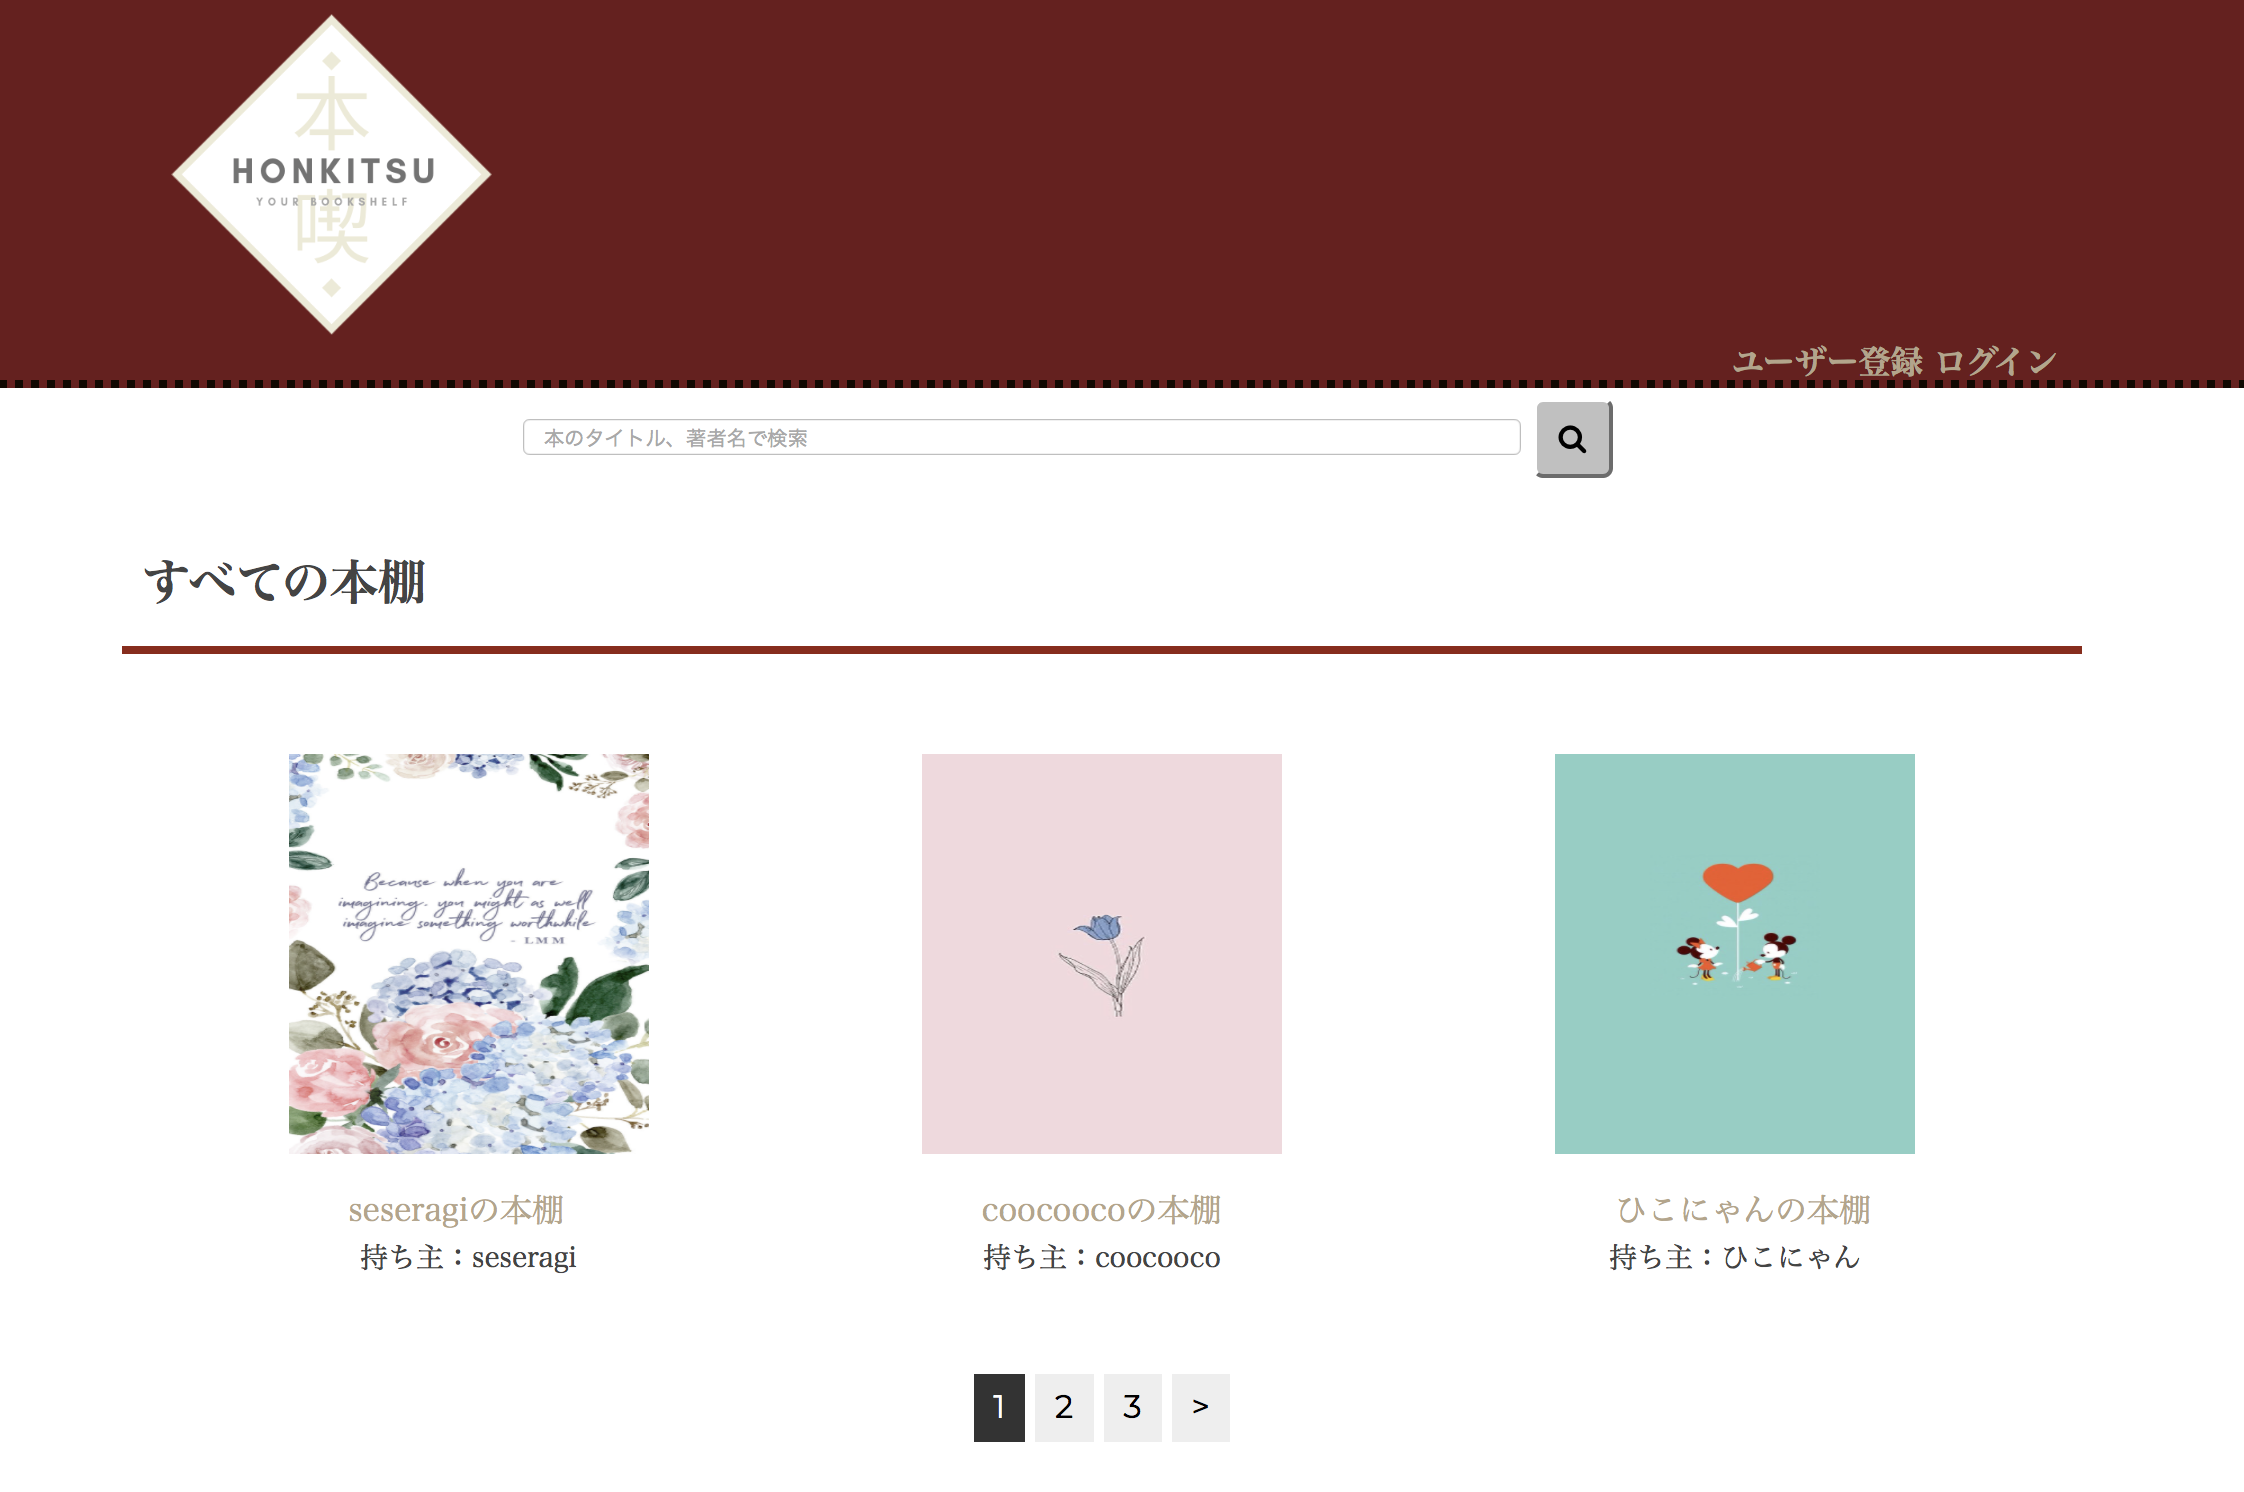 本
HONKITSU
YOUR BOOKSHELF
喫
ユーザー登録 ログイン
本のタイトル、著者名で検索
すべての本棚
Because when you are
imagining, you might as well
imagine something worthwhile
- LMM
seseragiの本棚
持ち主：seseragi
coocoocoの本棚
持ち主：coocooco
ひこにゃんの本棚
持ち主：ひこにゃん
1 2 3 >